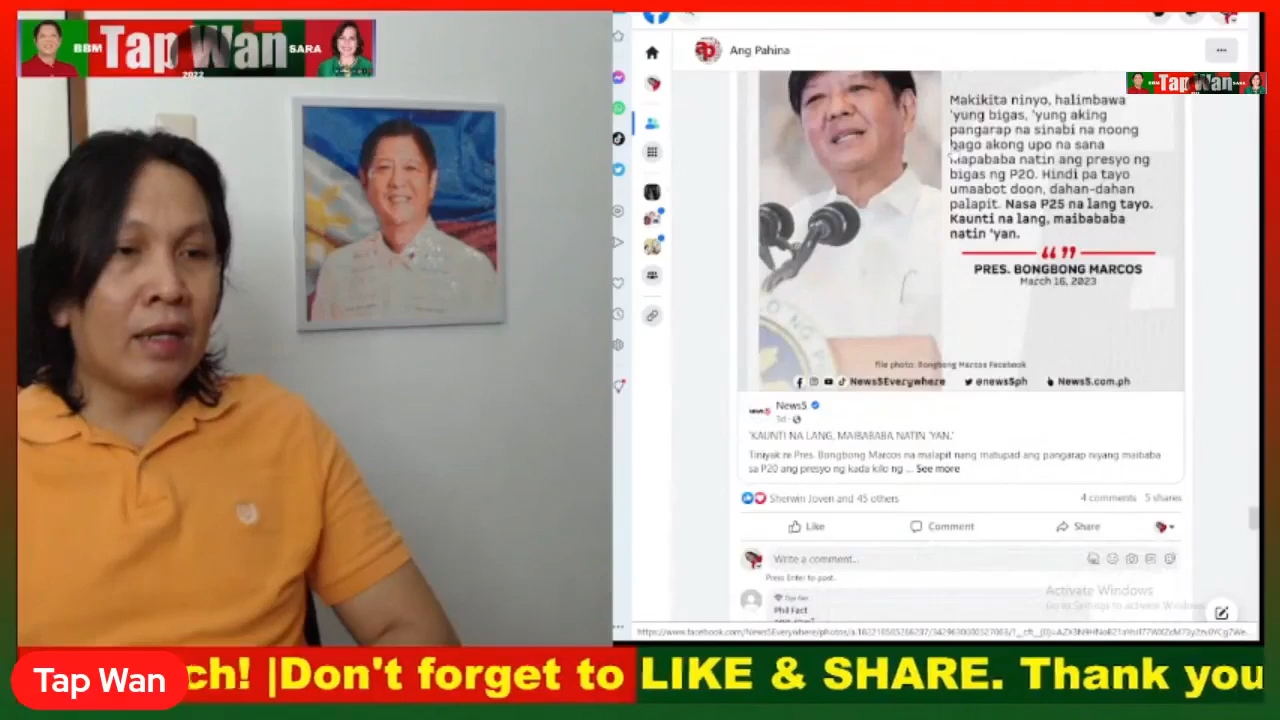 BBM Tap Wan SARA
2022
Ang Pahina
Tap Wan
Makikita ninyo, halimbawa
'yung bigas, 'yung aking
pangarap na sinabi na noong
bago akong upo na sana
mapababa natin ang presyo ng
bigas ng P20. Hindi pa tayo
umaabot doon, dahan-dahan
palapit. Nasa P25 na lang tayo.
Kaunti na lang, maibababa
natin 'yan.
PRES. BONGBONG MARCOS
March 16, 2023
file photo: Bongbong Marcos Facebook
News5Everywhere @news5ph News5.com.ph
News5
'KAUNTI NA LANG, MAIBABABA NATIN 'YAN.'
Tiniyak ni Pres. Bongbong Marcos na malapit nang matupad ang pangarap niyang maibaba
sa P20 ang presyo ng kada kilo ng ... See more
Sherwin Joven and 45 others 4 comments 5 shares
Like Comment Share
Write a comment...
Press Enter to post.
Phil Fact
Activate Windows
Go to Settings to activate Windows.
Tap Wan
ch! |Don't forget to LIKE & SHARE. Thank you